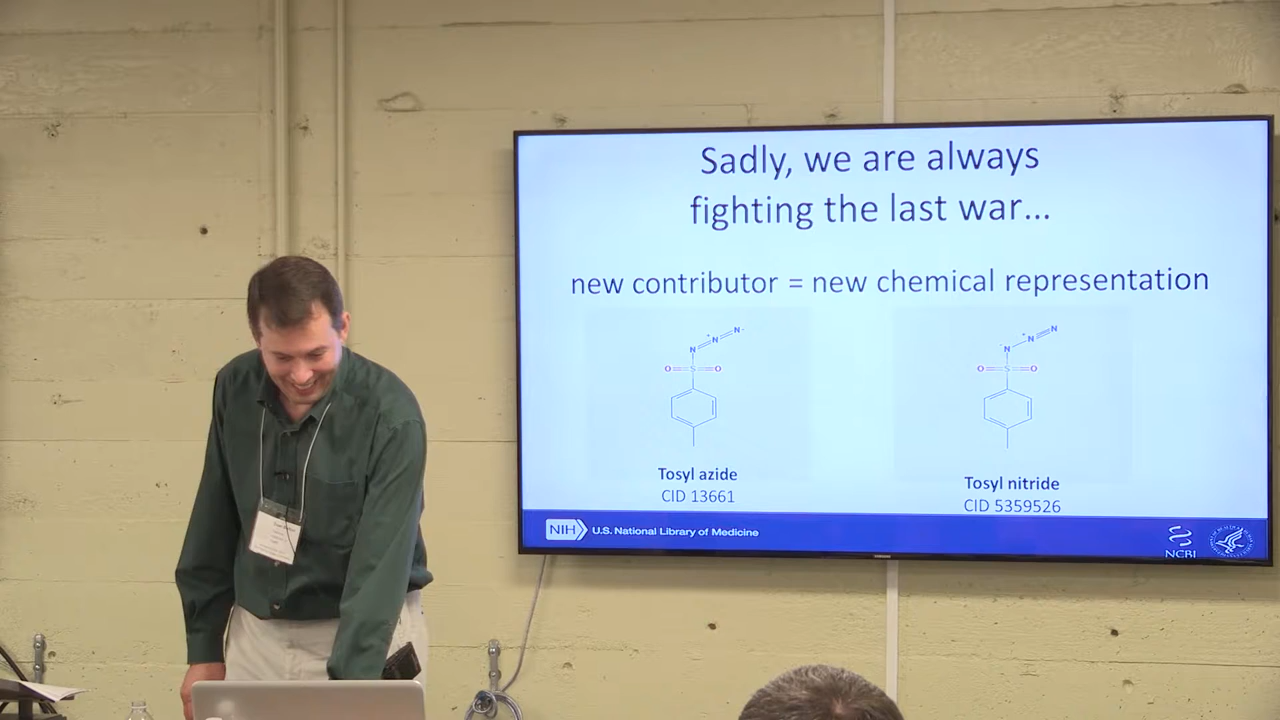 Sadly, we are always
fighting the last war...
new contributor = new chemical representation
N
+
N
N-
O
S
O
-
N
+
N
N
O
S
O
Tosyl azide
CID 13661
Tosyl nitride
CID 5359526
NIH
U.S. National Library of Medicine
NCBI
SAMSUNG